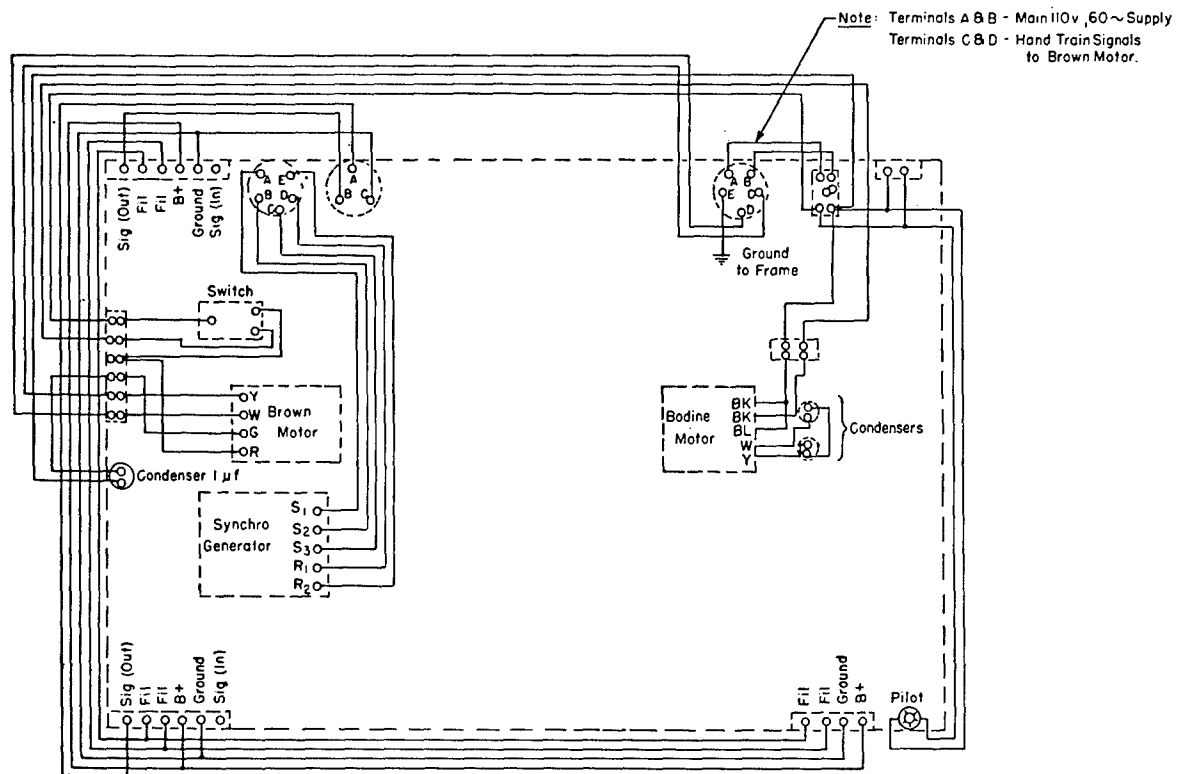 Note: Terminals A & B - Main 110v, 60~ Supply
Terminals C & D - Hand Train Signals
to Brown Motor.
Sig (Out)
Fil
Fil
B+
Ground
Sig (In)
A E
B D
C
A
B C
A B
E C
D
Ground
to Frame
Switch
Y
W
G
R
Brown
Motor
BK
BK
BL
W
Y
Bodine
Motor
Condensers
Condenser 1 µf
Synchro
Generator
S1
S2
S3
R1
R2
Sig (Out)
Fil
Fil
B+
Ground
Sig (In)
Fil
Fil
Ground
B+
Pilot